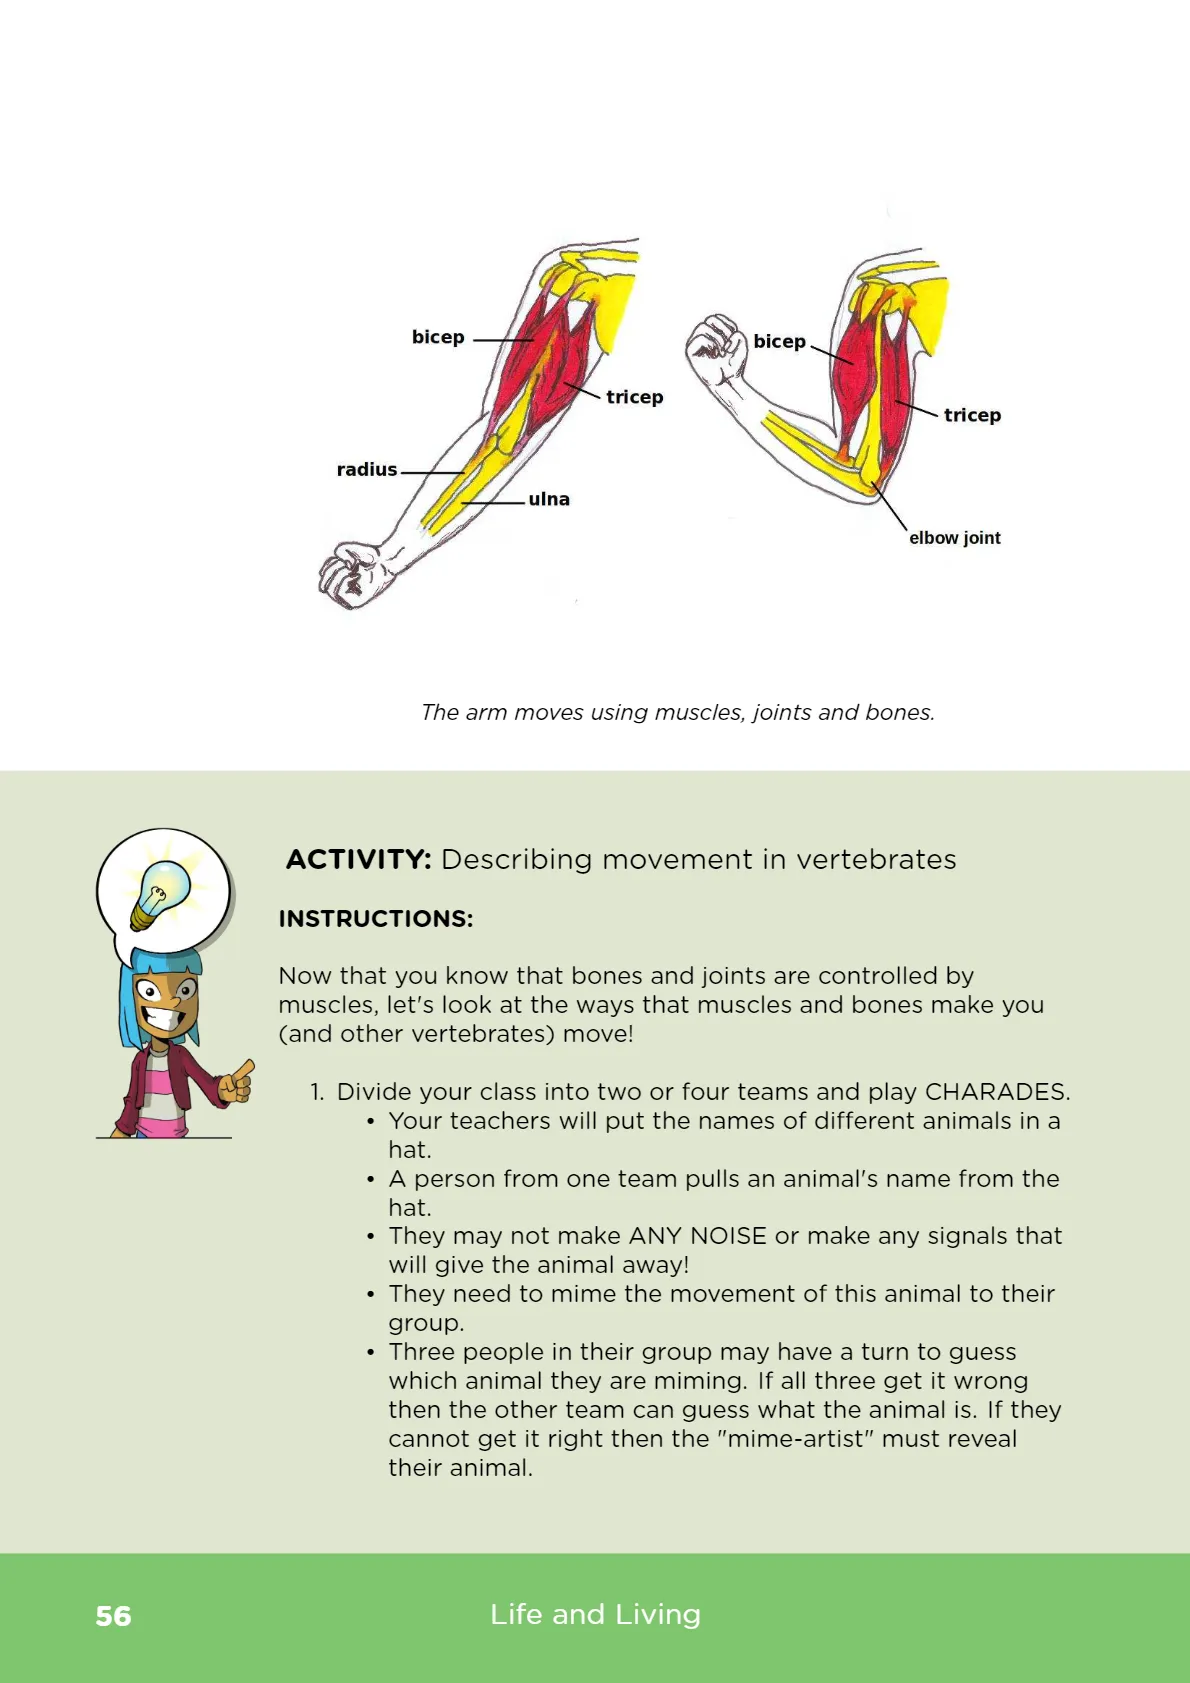 bicep
tricep
radius
ulna
bicep
tricep
elbow joint
The arm moves using muscles, joints and bones.
ACTIVITY: Describing movement in vertebrates
INSTRUCTIONS:
Now that you know that bones and joints are controlled by
muscles, let's look at the ways that muscles and bones make you
(and other vertebrates) move!
1. Divide your class into two or four teams and play CHARADES.
• Your teachers will put the names of different animals in a
hat.
• A person from one team pulls an animal's name from the
hat.
• They may not make ANY NOISE or make any signals that
will give the animal away!
• They need to mime the movement of this animal to their
group.
• Three people in their group may have a turn to guess
which animal they are miming. If all three get it wrong
then the other team can guess what the animal is. If they
cannot get it right then the "mime-artist" must reveal
their animal.
56
Life and Living